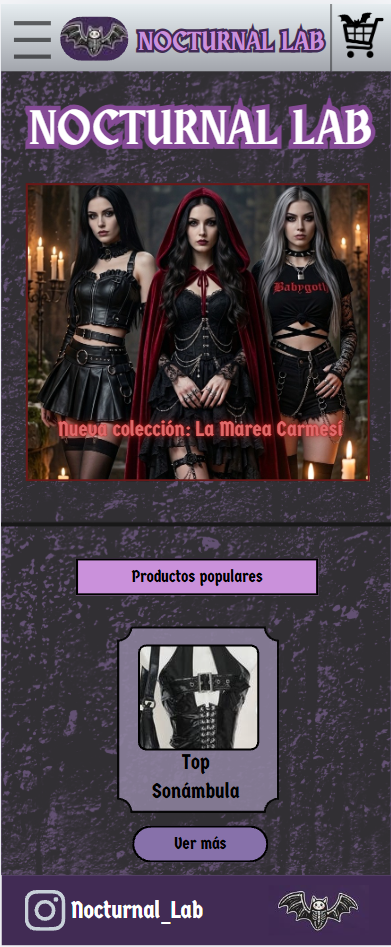 NOCTURNAL LAB
NOCTURNAL LAB
Babygoth
Nueva colección: La Marea Carmesí
Productos populares
Top
Sonámbula
Ver más
Nocturnal_Lab